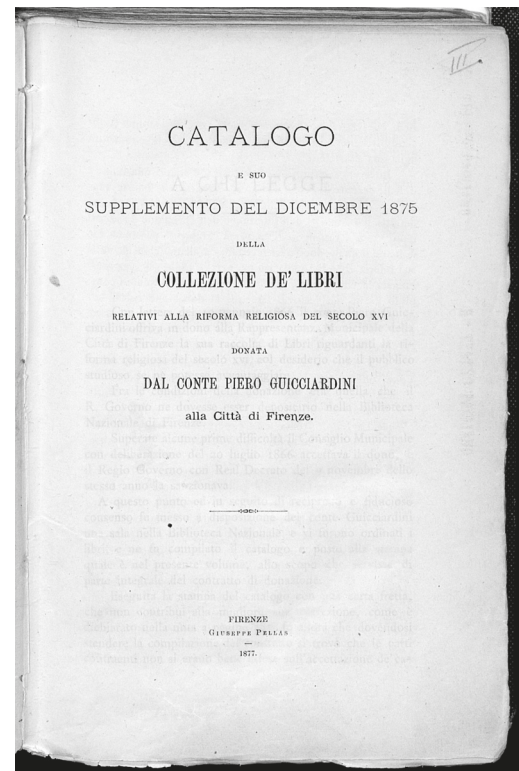 III
CATALOGO
E SUO
SUPPLEMENTO DEL DICEMBRE 1875
DELLA
COLLEZIONE DE' LIBRI
RELATIVI ALLA RIFORMA RELIGIOSA DEL SECOLO XVI
DONATA
DAL CONTE PIERO GUICCIARDINI
alla Città di Firenze.
FIRENZE
GIUSEPPE PELLAS
1877.